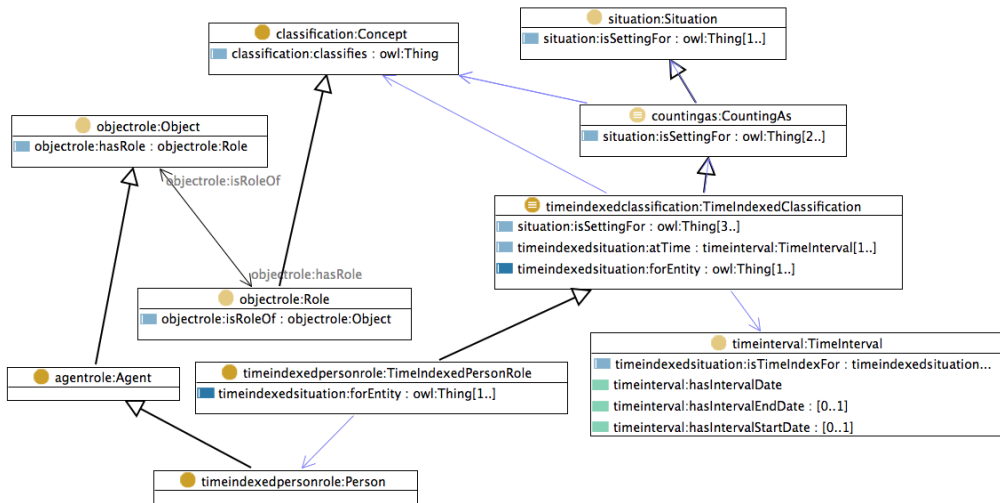 classification:Concept
classification:classifies : owl:Thing
situation:Situation
situation:isSettingFor : owl:Thing[1..]
objectrole:Object
objectrole:hasRole : objectrole:Role
countingas:CountingAs
situation:isSettingFor : owl:Thing[2..]
objectrole:isRoleOf
timeindexedclassification:TimeIndexedClassification
situation:isSettingFor : owl:Thing[3..]
timeindexedsituation:atTime : timeinterval:TimeInterval[1..]
timeindexedsituation:forEntity : owl:Thing[1..]
objectrole:hasRole
objectrole:Role
objectrole:isRoleOf : objectrole:Object
timeinterval:TimeInterval
timeindexedsituation:isTimeIndexFor : timeindexedsituation...
timeinterval:hasIntervalDate
timeinterval:hasIntervalEndDate : [0..1]
timeinterval:hasIntervalStartDate : [0..1]
agentrole:Agent
timeindexedpersonrole:TimeIndexedPersonRole
timeindexedsituation:forEntity : owl:Thing[1..]
timeindexedpersonrole:Person